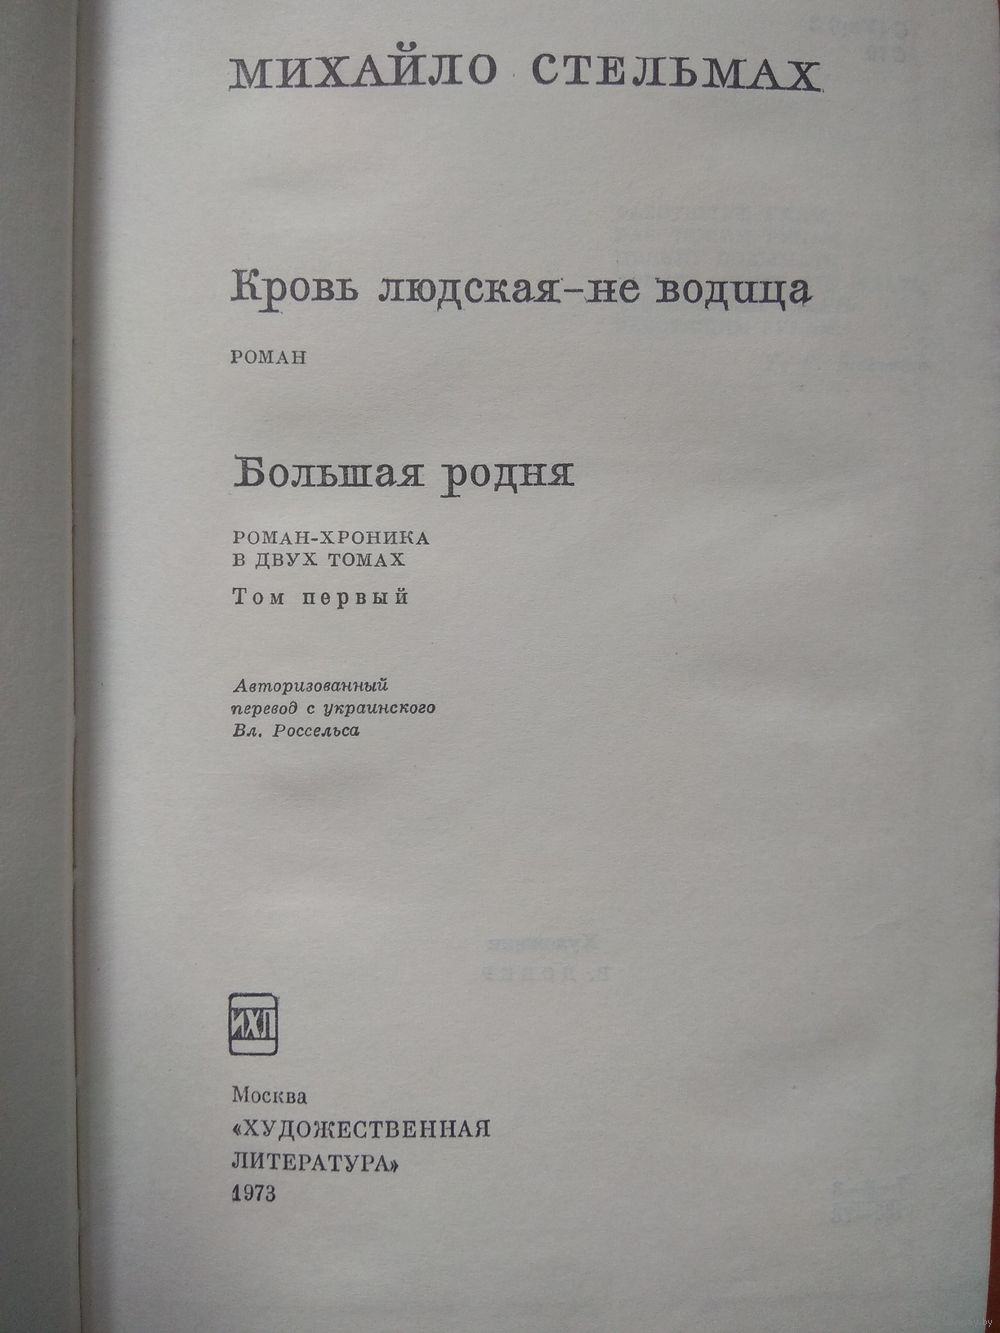 МИХАЙЛО СТЕЛЬМАХ
Кровь людская–не водица
РОМАН
Большая родня
РОМАН-ХРОНИКА
В ДВУХ ТОМАХ
Том первый
Авторизованный
перевод с украинского
Вл. Россельса
ИХЛ
Москва
«ХУДОЖЕСТВЕННАЯ
ЛИТЕРАТУРА»
1973